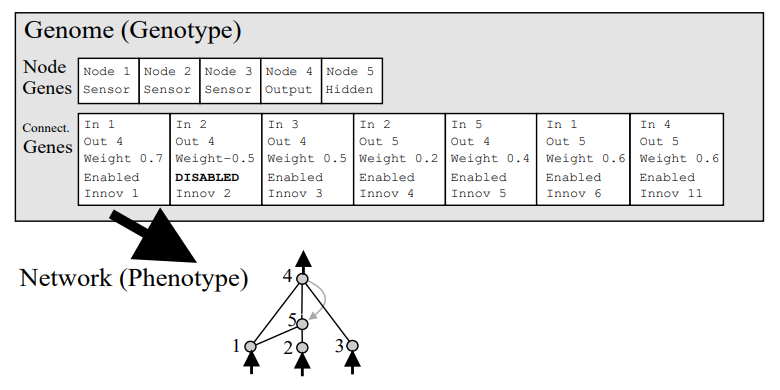 Genome (Genotype)
Node Genes
Node 1 Sensor
Node 2 Sensor
Node 3 Sensor
Node 4 Output
Node 5 Hidden
Connect. Genes
In 1
Out 4
Weight 0.7
Enabled
Innov 1
In 2
Out 4
Weight-0.5
DISABLED
Innov 2
In 3
Out 4
Weight 0.5
Enabled
Innov 3
In 2
Out 5
Weight 0.2
Enabled
Innov 4
In 5
Out 4
Weight 0.4
Enabled
Innov 5
In 1
Out 5
Weight 0.6
Enabled
Innov 6
In 4
Out 5
Weight 0.6
Enabled
Innov 11
Network (Phenotype)
4
5
1
2
3